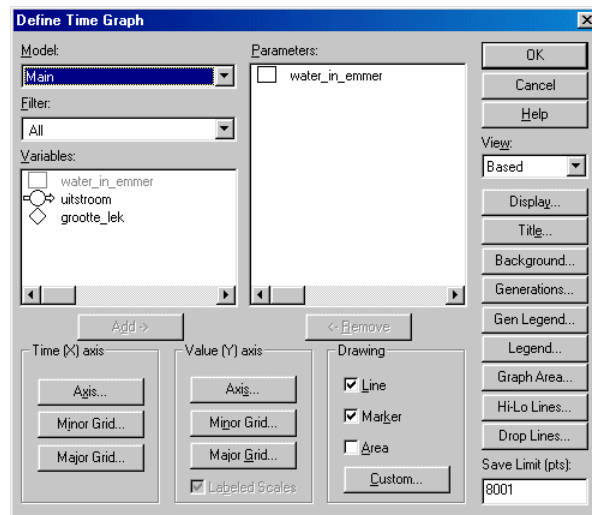 Define Time Graph
Model:
Main
Filter:
All
Variables:
water_in_emmer
uitstroom
grootte_lek
Add ->
Parameters:
water_in_emmer
<- Remove
Time (X) axis
Axis...
Minor Grid...
Major Grid...
Value (Y) axis
Axis...
Minor Grid...
Major Grid...
Labeled Scales
Drawing
Line
Marker
Area
Custom...
OK
Cancel
Help
View:
Based
Display...
Title...
Background...
Generations...
Gen Legend...
Legend...
Graph Area...
Hi-Lo Lines...
Drop Lines...
Save Limit (pts):
8001